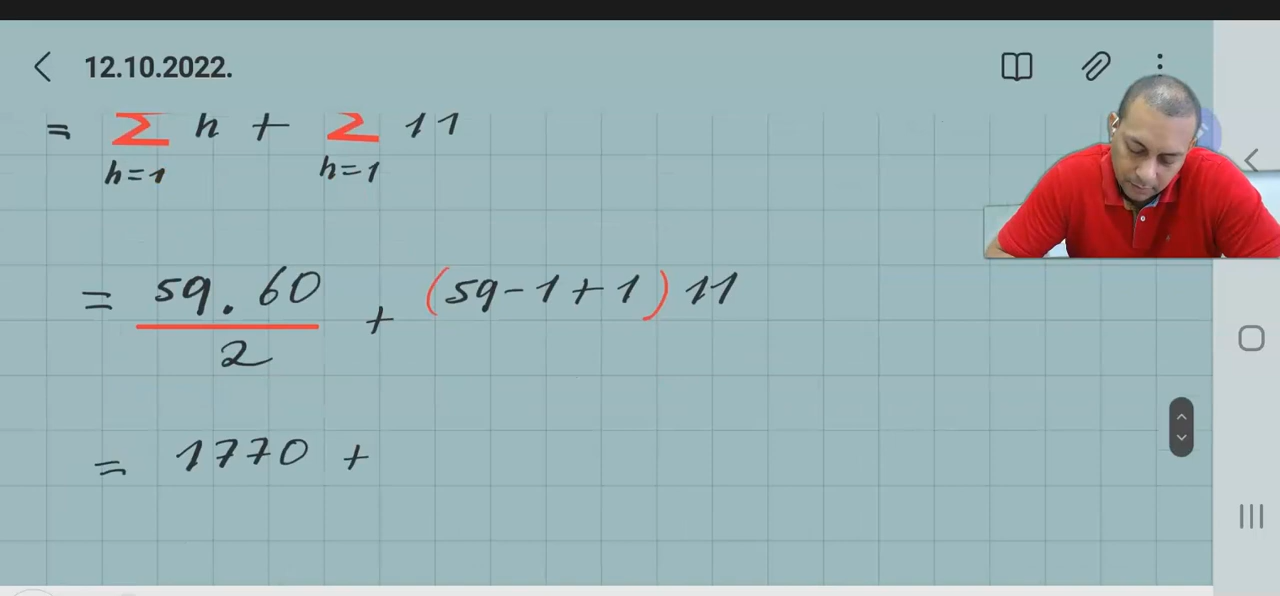 12.10.2022.
= Σ h + Σ 11
h=1 h=1
= 59.60 + (59-1+1) 11
2
= 1770 +